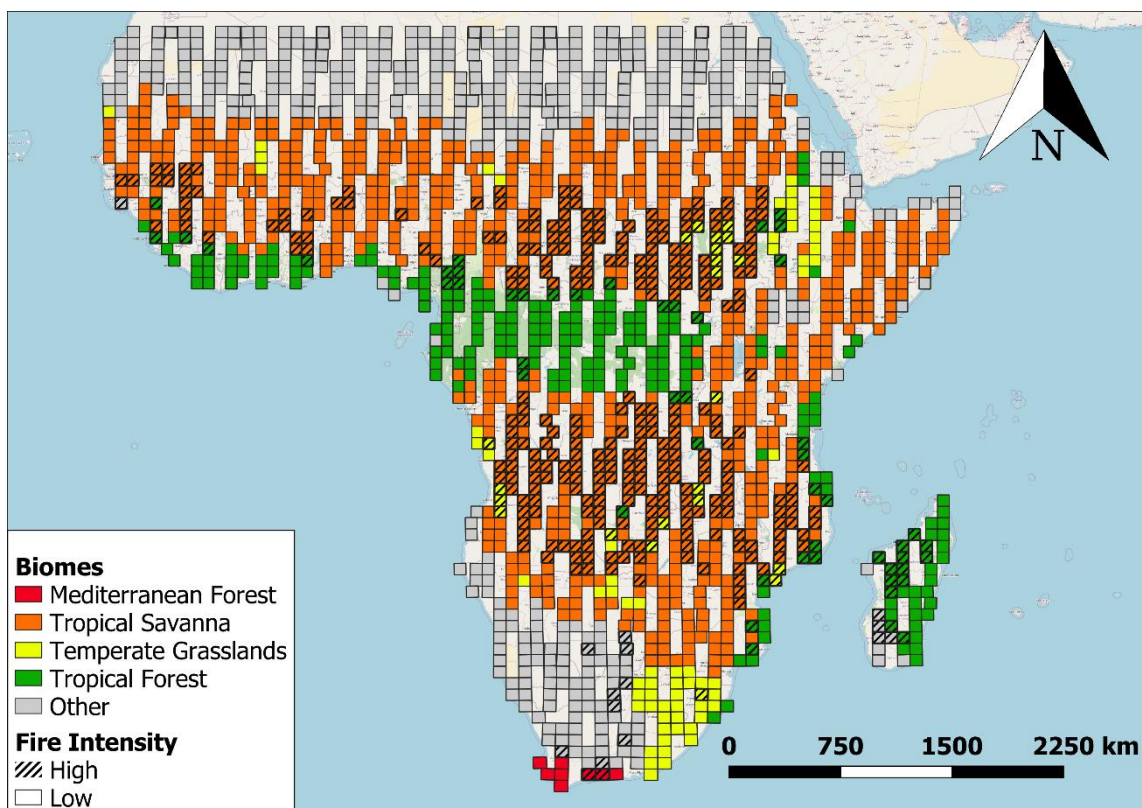 N
Biomes
Mediterranean Forest
Tropical Savanna
Temperate Grasslands
Tropical Forest
Other
Fire Intensity
High
Low
0 750 1500 2250 km